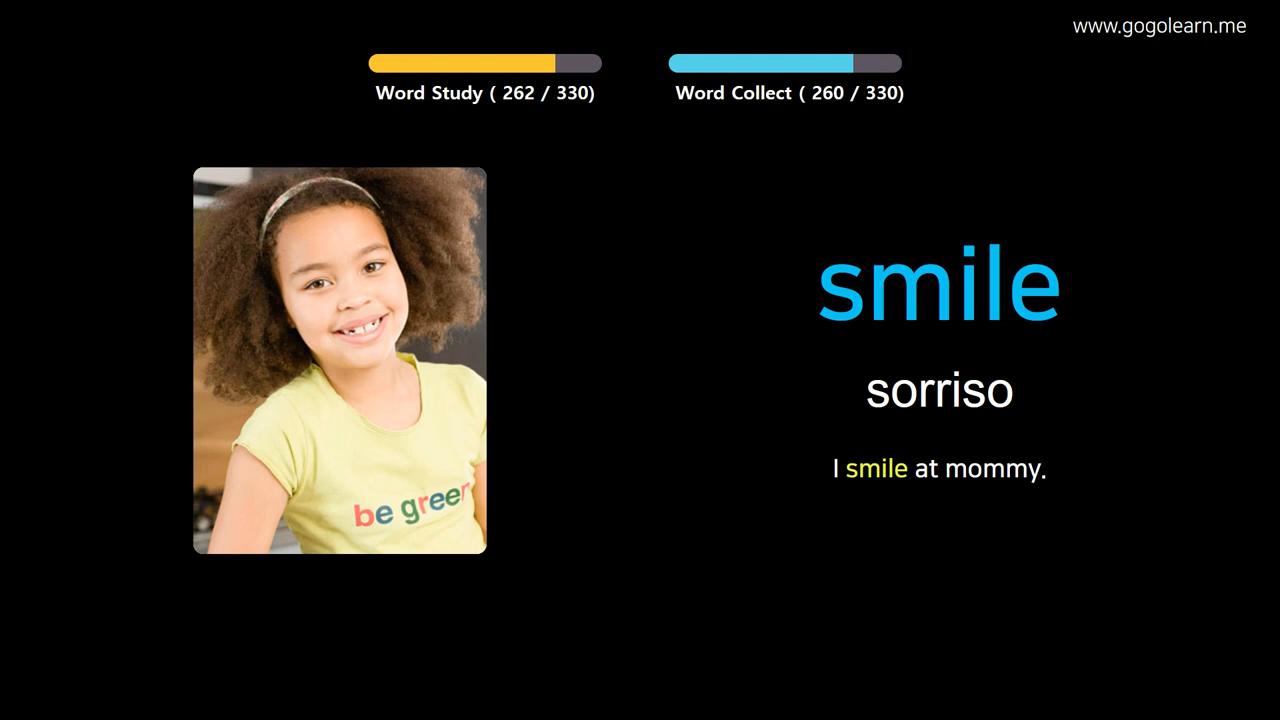 www.gogolearn.me
Word Study ( 262 / 330)
Word Collect ( 260 / 330)
smile
sorriso
I smile at mommy.
be green